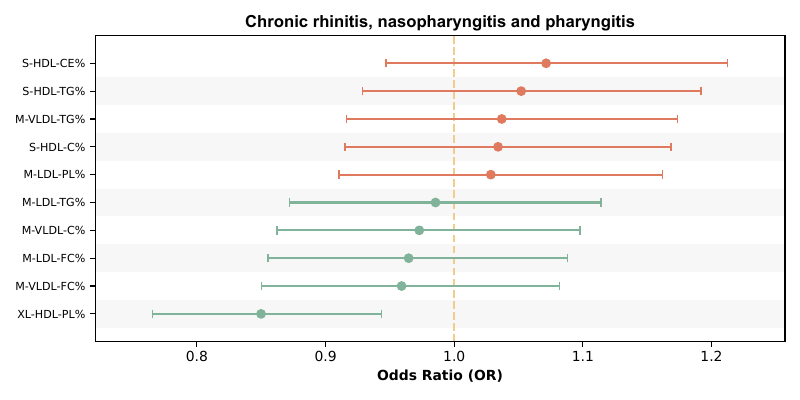 Chronic rhinitis, nasopharyngitis and pharyngitis
S-HDL-CE%
S-HDL-TG%
M-VLDL-TG%
S-HDL-C%
M-LDL-PL%
M-LDL-TG%
M-VLDL-C%
M-LDL-FC%
M-VLDL-FC%
XL-HDL-PL%
0.8 0.9 1.0 1.1 1.2
Odds Ratio (OR)